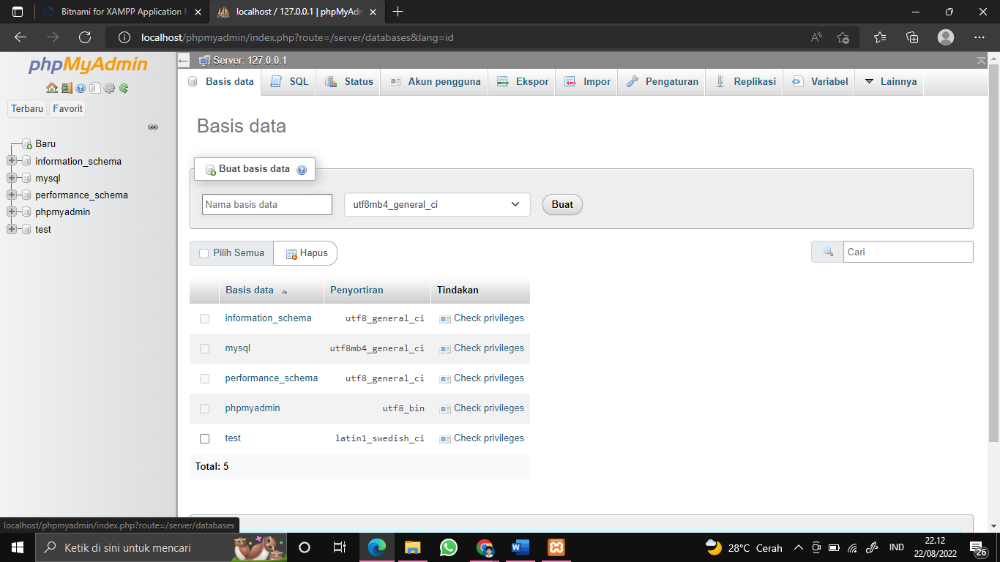 Bitnami for XAMPP Application M
localhost / 127.0.0.1 | phpMyAdm
localhost/phpmyadmin/index.php?route=/server/databases&lang=id
phpMyAdmin
Terbaru Favorit
Baru
information_schema
mysql
performance_schema
phpmyadmin
test
Server: 127.0.0.1
Basis data SQL Status Akun pengguna Ekspor Impor Pengaturan Replikasi Variabel Lainnya
Basis data
Buat basis data
Nama basis data utf8mb4_general_ci Buat
Pilih Semua Hapus Cari
Basis data Penyortiran Tindakan
information_schema utf8_general_ci Check privileges
mysql utf8mb4_general_ci Check privileges
performance_schema utf8_general_ci Check privileges
phpmyadmin utf8_bin Check privileges
test latin1_swedish_ci Check privileges
Total: 5
localhost/phpmyadmin/index.php?route=/server/databases
Ketik di sini untuk mencari
28°C Cerah
IND
22.12
22/08/2022
26